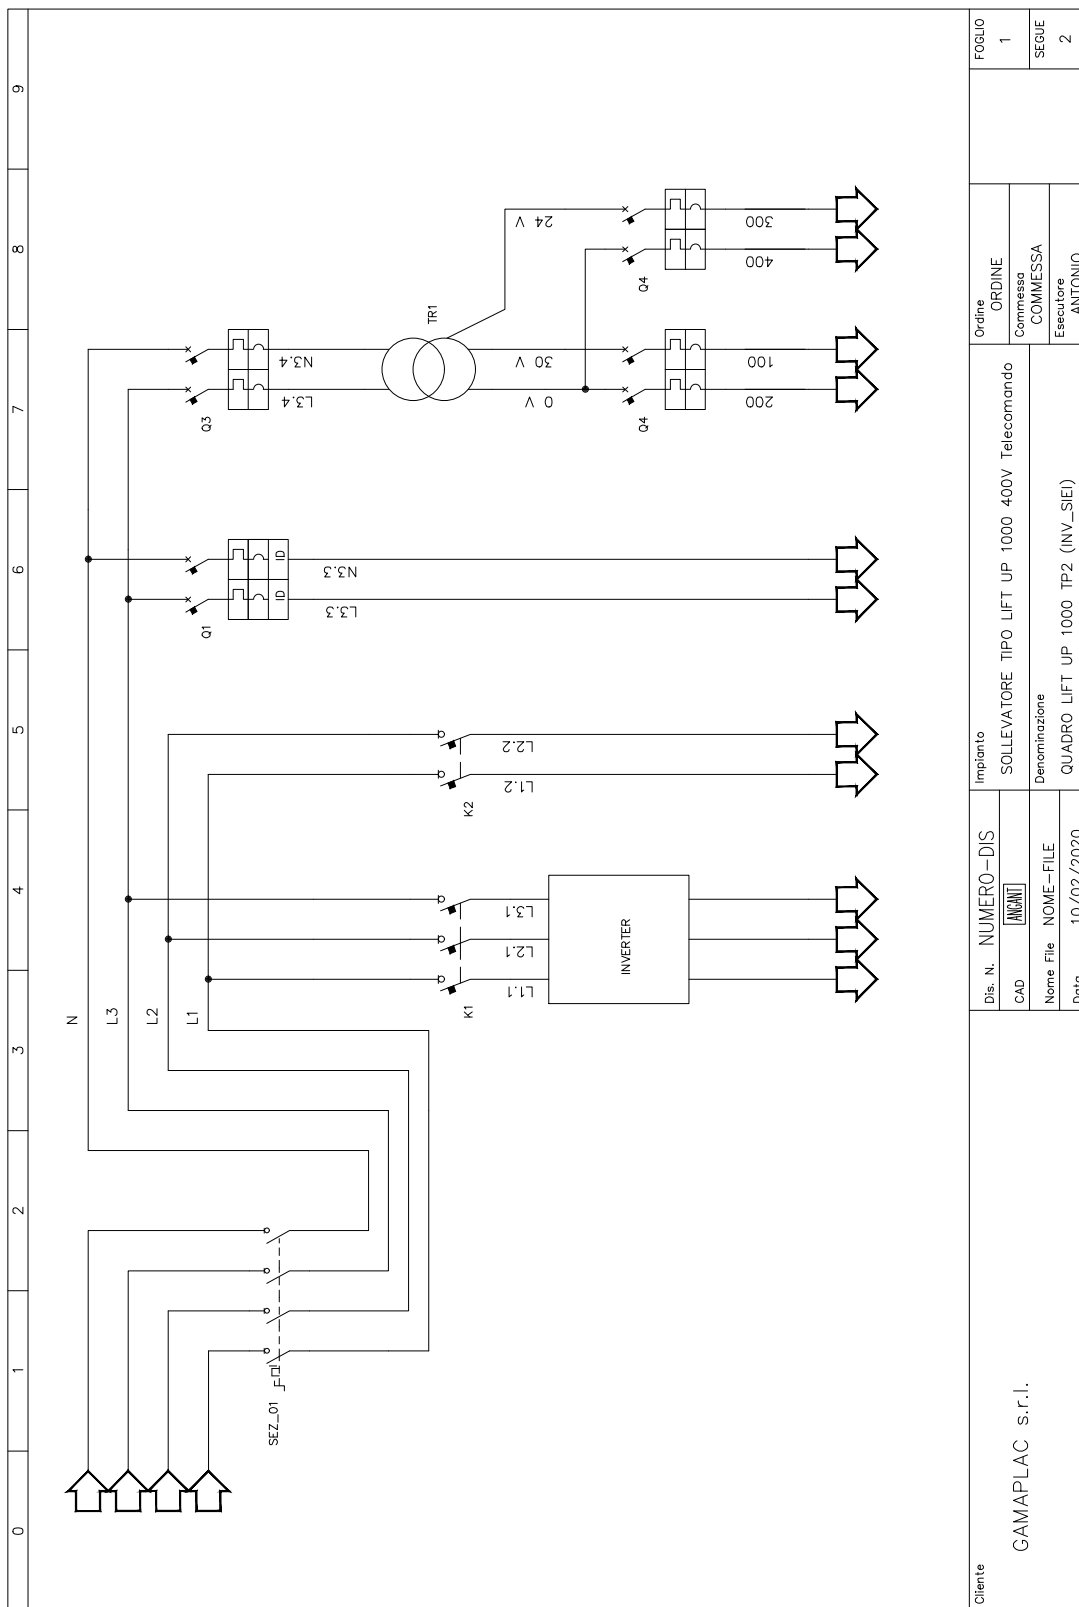 0 1 2 3 4 5 6 7 8 9
N
L3
L2
L1
SEZ_01
K1
L1.1
L2.1
L3.1
INVERTER
K2
L1.2
L2.2
Q1
ID
ID
L3.3
N3.3
Q3
L3.4
N3.4
TR1
0 V
30 V
24 V
Q4
Q4
200
100
400
300
Cliente
GAMAPLAC s.r.l.
Dis. N. NUMERO-DIS
CAD ANGANT
Nome File NOME-FILE
Data 10/02/2020
Impianto
SOLLEVATORE TIPO LIFT UP 1000 400V Telecomando
Denominazione
QUADRO LIFT UP 1000 TP2 (INV_SIEI)
Ordine
ORDINE
Commessa
COMMESSA
Esecutore
ANTONIO
FOGLIO
1
SEGUE
2